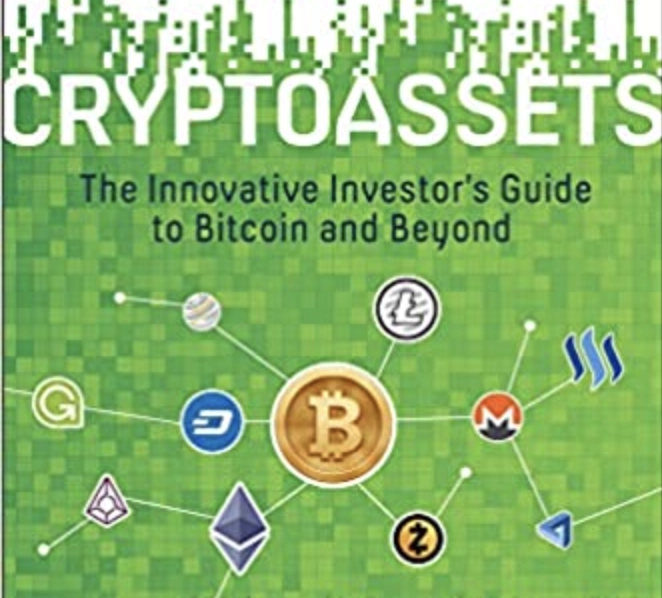 CRYPTOASSETS
The Innovative Investor's Guide
to Bitcoin and Beyond